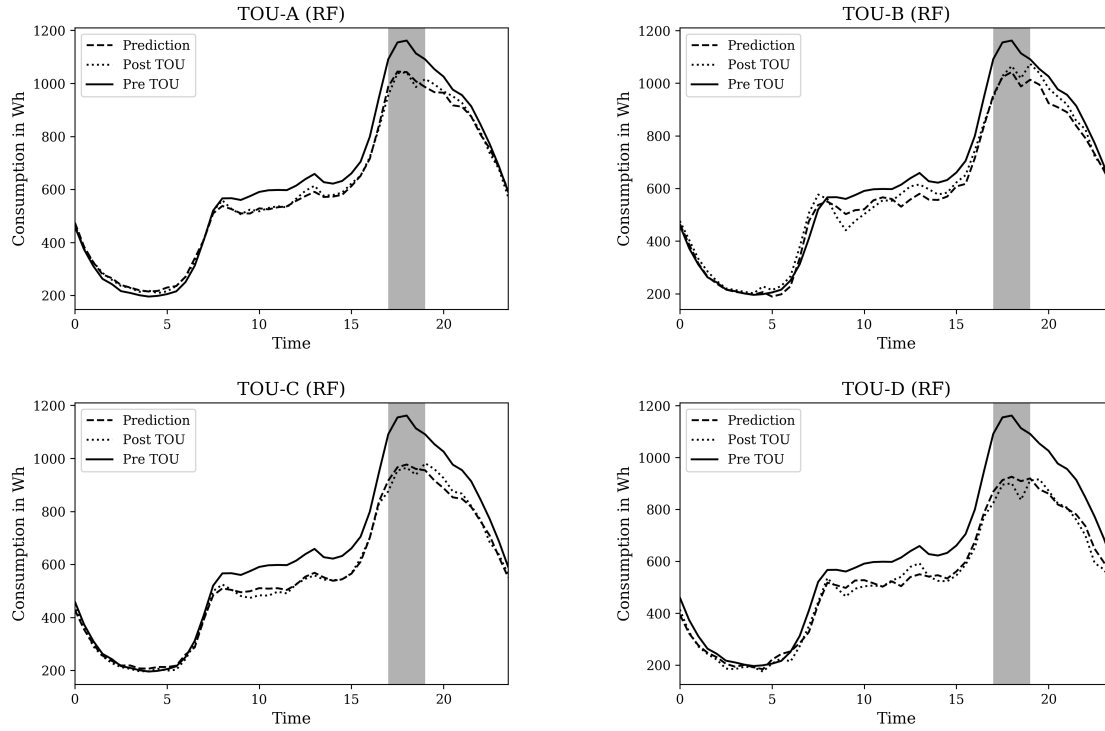 TOU-A (RF)
Consumption in Wh
1200
1000
800
600
400
200
Prediction
Post TOU
Pre TOU
0 5 10 15 20
Time
TOU-B (RF)
Consumption in Wh
1200
1000
800
600
400
200
Prediction
Post TOU
Pre TOU
0 5 10 15 20
Time
TOU-C (RF)
Consumption in Wh
1200
1000
800
600
400
200
Prediction
Post TOU
Pre TOU
0 5 10 15 20
Time
TOU-D (RF)
Consumption in Wh
1200
1000
800
600
400
200
Prediction
Post TOU
Pre TOU
0 5 10 15 20
Time